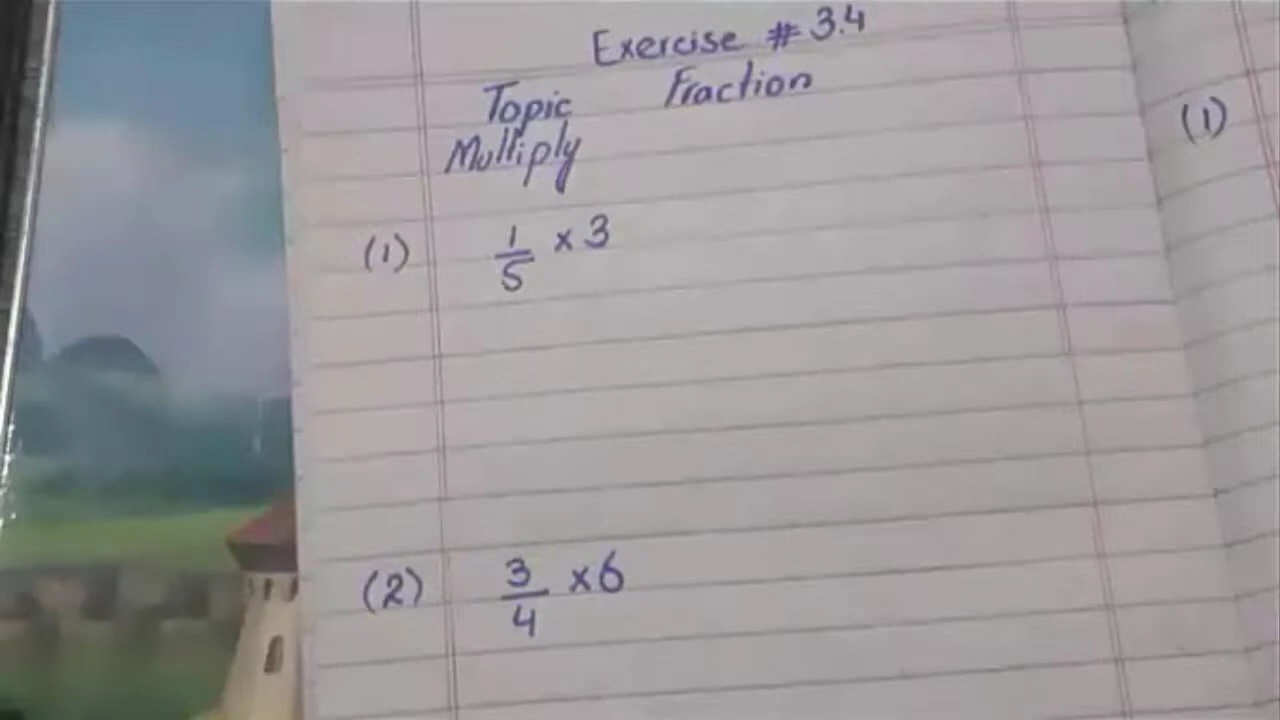 Exercise # 3.4
Topic Fraction
Multiply
(1) 1/5 x 3
(2) 3/4 x 6
(1)